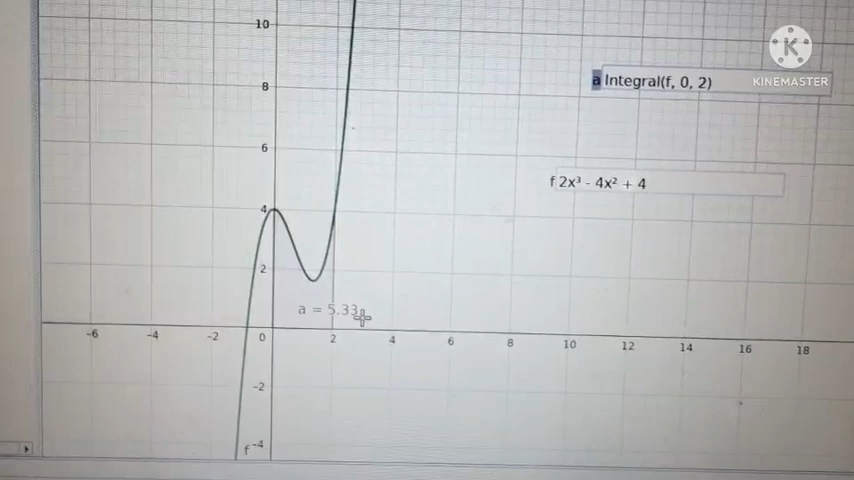 10
KINEMASTER
a Integral(f, 0, 2)
8
6
f 2x³ - 4x² + 4
4
2
a = 5.33
-6 -4 -2 0 2 4 6 8 10 12 14 16 18
-2
f -4